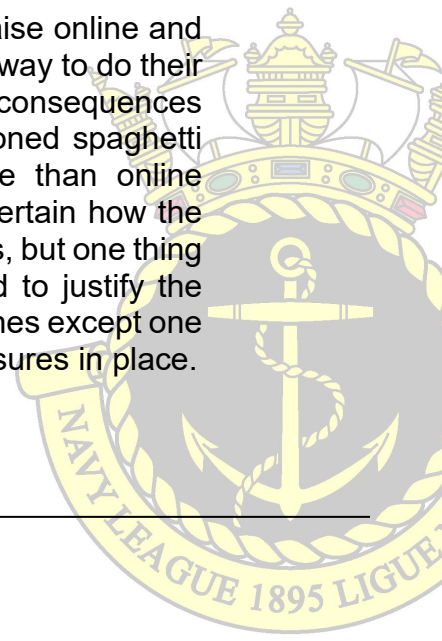 aise online and
way to do their
consequences
oned spaghetti
e than online
ertain how the
s, but one thing
d to justify the
nes except one
sures in place.
NAVY LEAGUE 1895 LIGUE